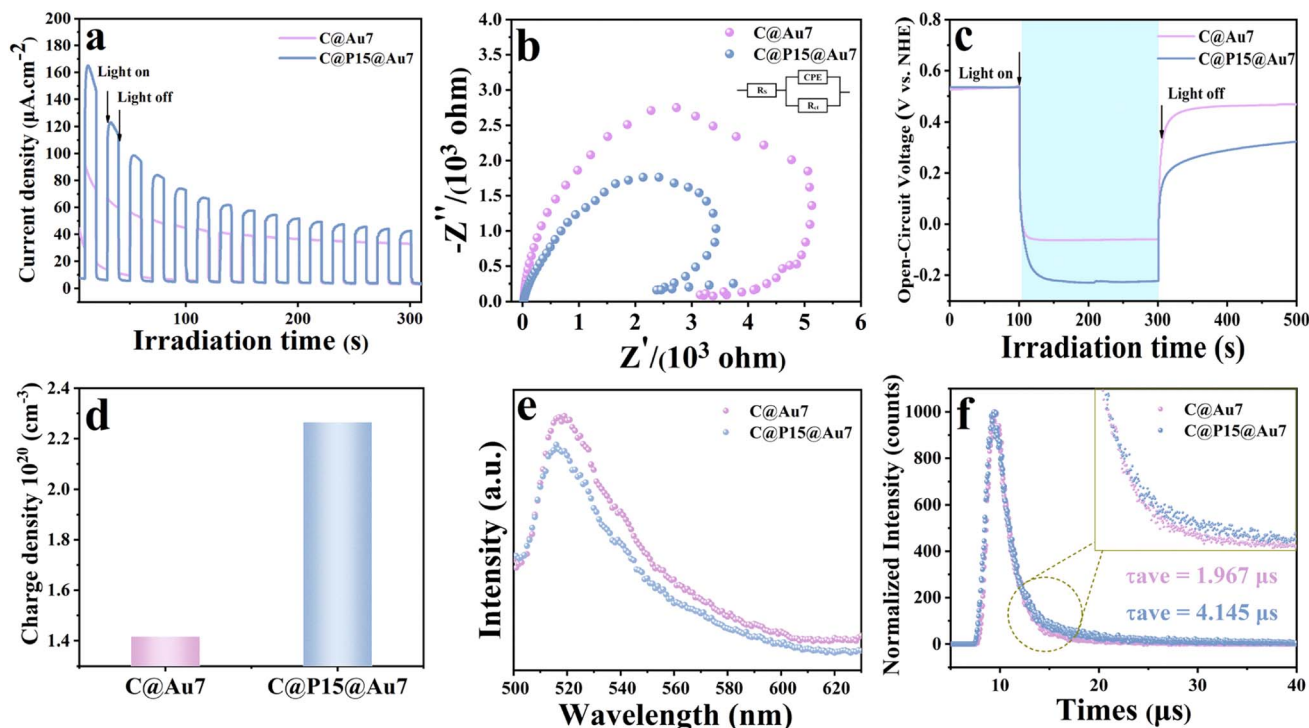 a
C@Au7
C@P15@Au7
Light on
Light off
Current density (μA.cm⁻²)
180
160
140
120
100
80
60
40
20
0
100
200
300
Irradiation time (s)
b
C@Au7
C@P15@Au7
Rs
CPE
Rct
-Z''/(10³ ohm)
4.0
3.5
3.0
2.5
2.0
1.5
1.0
0.5
0.0
0
1
2
3
4
5
6
Z'/(10³ ohm)
c
C@Au7
C@P15@Au7
Light on
Light off
Open-Circuit Voltage (V vs. NHE)
0.8
0.6
0.4
0.2
0.0
-0.2
0
100
200
300
400
500
Irradiation time (s)
d
Charge density 10²⁰ (cm⁻³)
2.4
2.2
2.0
1.8
1.6
1.4
C@Au7
C@P15@Au7
e
C@Au7
C@P15@Au7
Intensity (a.u.)
500
520
540
560
580
600
620
Wavelength (nm)
f
C@Au7
C@P15@Au7
Normalized Intensity (counts)
1000
800
600
400
200
0
τave = 1.967 μs
τave = 4.145 μs
10
20
30
40
Times (μs)